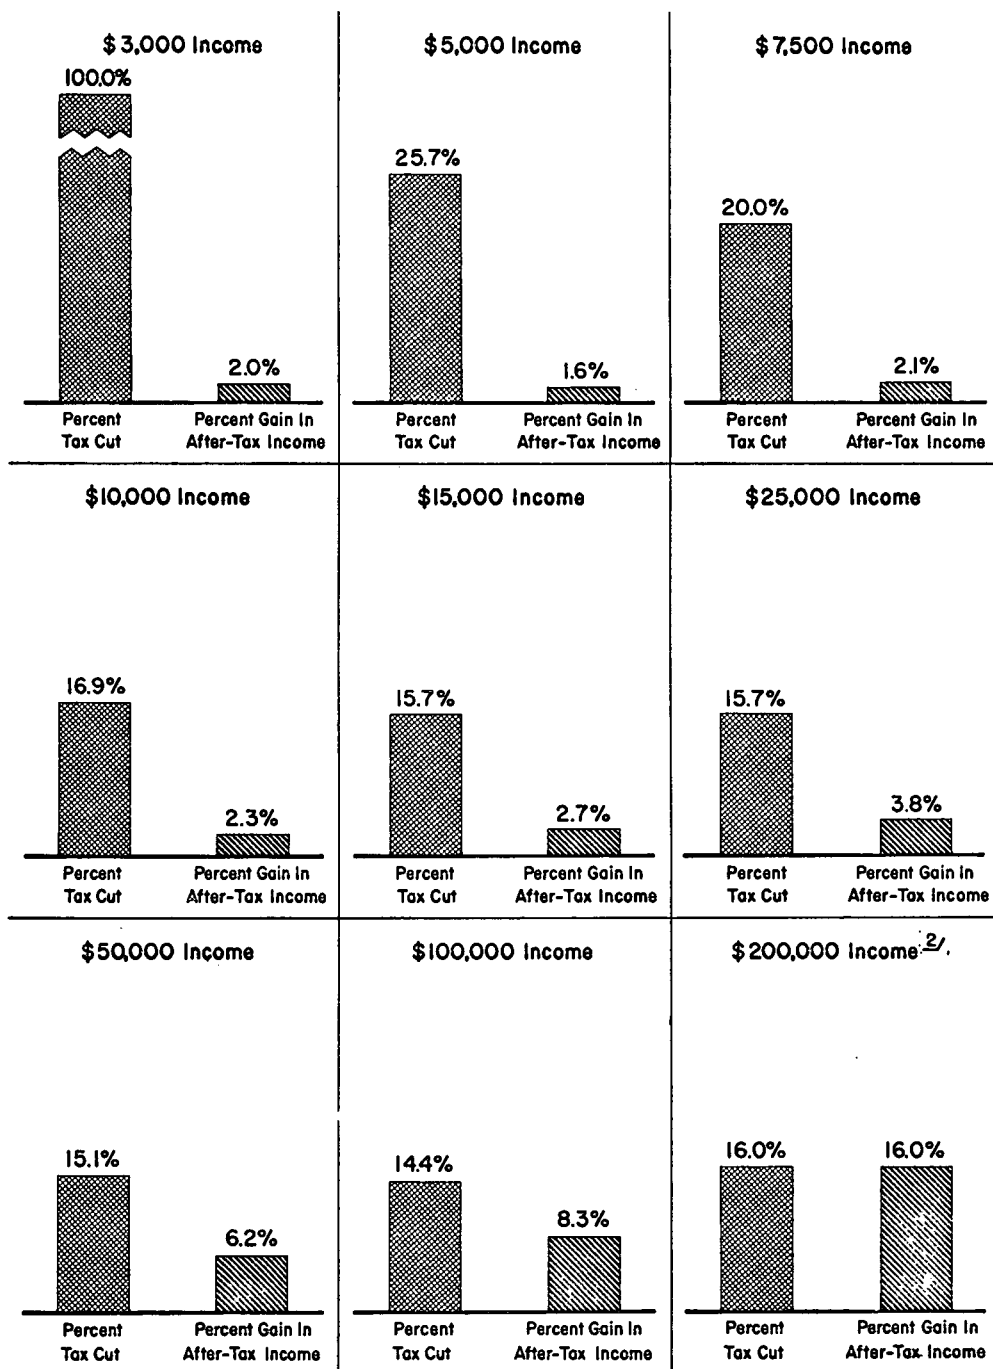 $3,000 Income
100.0%
2.0%
Percent
Tax Cut
Percent Gain In
After-Tax Income
$5,000 Income
25.7%
1.6%
Percent
Tax Cut
Percent Gain In
After-Tax Income
$7,500 Income
20.0%
2.1%
Percent
Tax Cut
Percent Gain In
After-Tax Income
$10,000 Income
16.9%
2.3%
Percent
Tax Cut
Percent Gain In
After-Tax Income
$15,000 Income
15.7%
2.7%
Percent
Tax Cut
Percent Gain In
After-Tax Income
$25,000 Income
15.7%
3.8%
Percent
Tax Cut
Percent Gain In
After-Tax Income
$50,000 Income
15.1%
6.2%
Percent
Tax Cut
Percent Gain In
After-Tax Income
$100,000 Income
14.4%
8.3%
Percent
Tax Cut
Percent Gain In
After-Tax Income
$200,000 Income 2/
16.0%
16.0%
Percent
Tax Cut
Percent Gain In
After-Tax Income